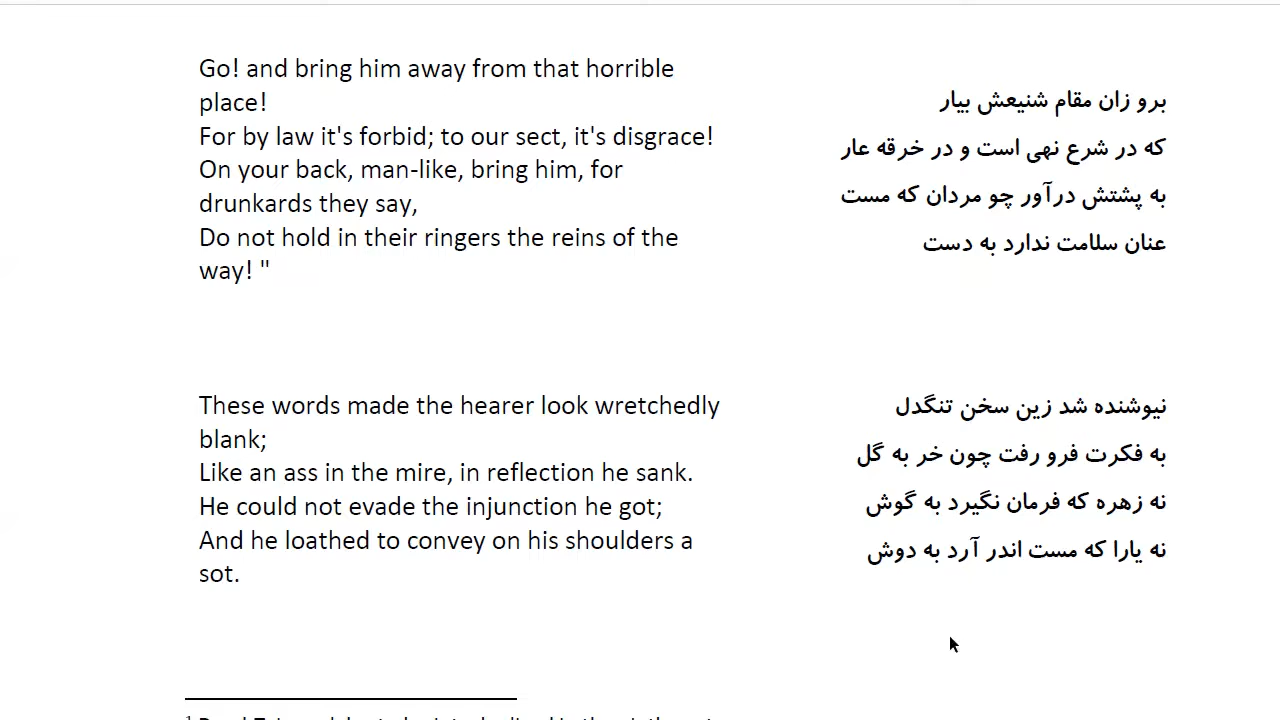 Go! and bring him away from that horrible
place!
For by law it's forbid; to our sect, it's disgrace!
On your back, man-like, bring him, for
drunkards they say,
Do not hold in their ringers the reins of the
way! "
برو زان مقام شنیعش بیار
که در شرع نهی است و در خرقه عار
به پشتش درآور چو مردان که مست
عنان سلامت ندارد به دست
These words made the hearer look wretchedly
blank;
Like an ass in the mire, in reflection he sank.
He could not evade the injunction he got;
And he loathed to convey on his shoulders a
sot.
نیوشنده شد زین سخن تنگدل
به فکرت فرو رفت چون خر به گل
نه زهره که فرمان نگیرد به گوش
نه یارا که مست اندر آرد به دوش